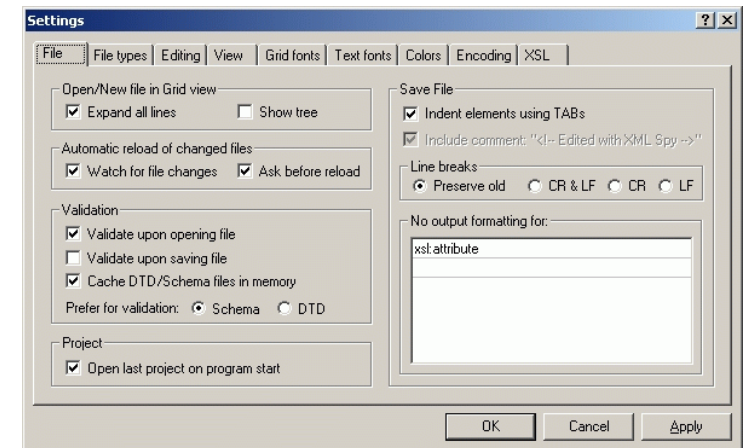 Settings
File File types Editing View Grid fonts Text fonts Colors Encoding XSL
Open/New file in Grid view
Expand all lines Show tree
Automatic reload of changed files
Watch for file changes Ask before reload
Validation
Validate upon opening file
Validate upon saving file
Cache DTD/Schema files in memory
Prefer for validation: Schema DTD
Project
Open last project on program start
Save File
Indent elements using TABs
Include comment: "<!-- Edited with XML Spy -->"
Line breaks
Preserve old CR & LF CR LF
No output formatting for:
xsl:attribute
OK Cancel Apply